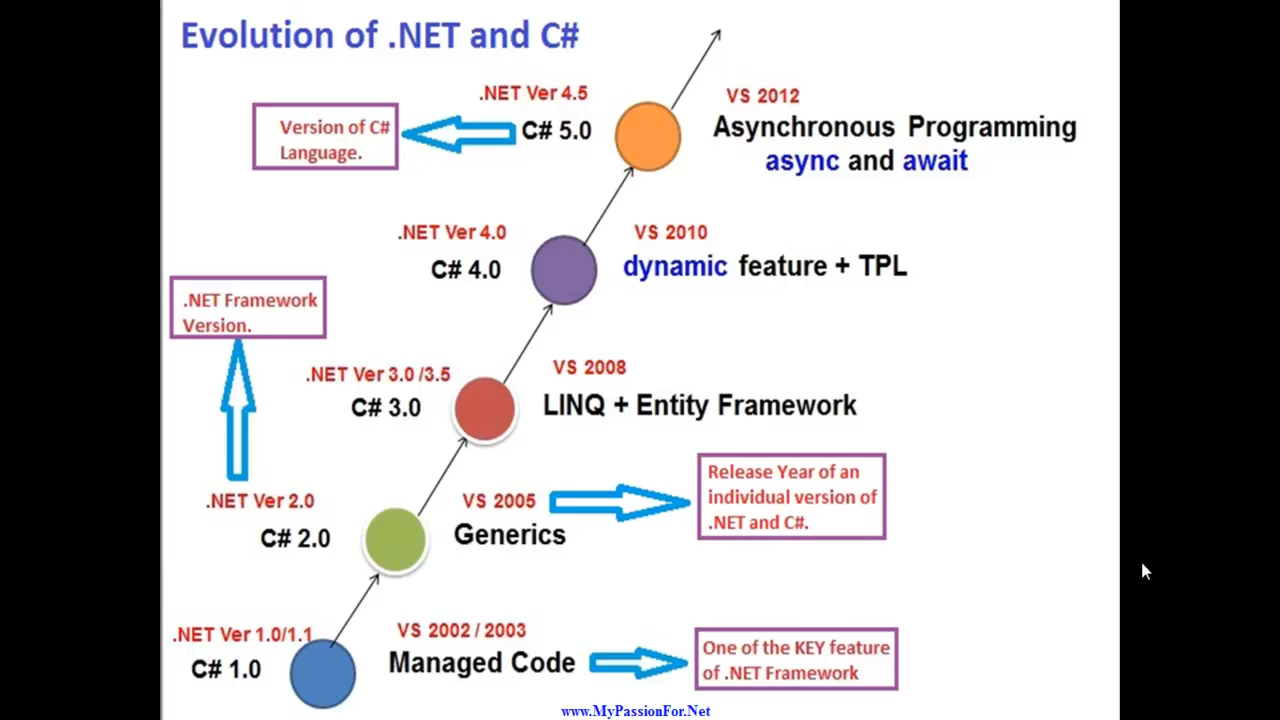 Evolution of .NET and C#
.NET Ver 4.5
VS 2012
Version of C#
Language.
C# 5.0
Asynchronous Programming
async and await
.NET Ver 4.0
VS 2010
C# 4.0
dynamic feature + TPL
.NET Framework
Version.
.NET Ver 3.0 /3.5
VS 2008
C# 3.0
LINQ + Entity Framework
.NET Ver 2.0
VS 2005
Release Year of an
individual version of
.NET and C#.
C# 2.0
Generics
.NET Ver 1.0/1.1
VS 2002 / 2003
C# 1.0
Managed Code
One of the KEY feature
of .NET Framework
www.MyPassionFor.Net